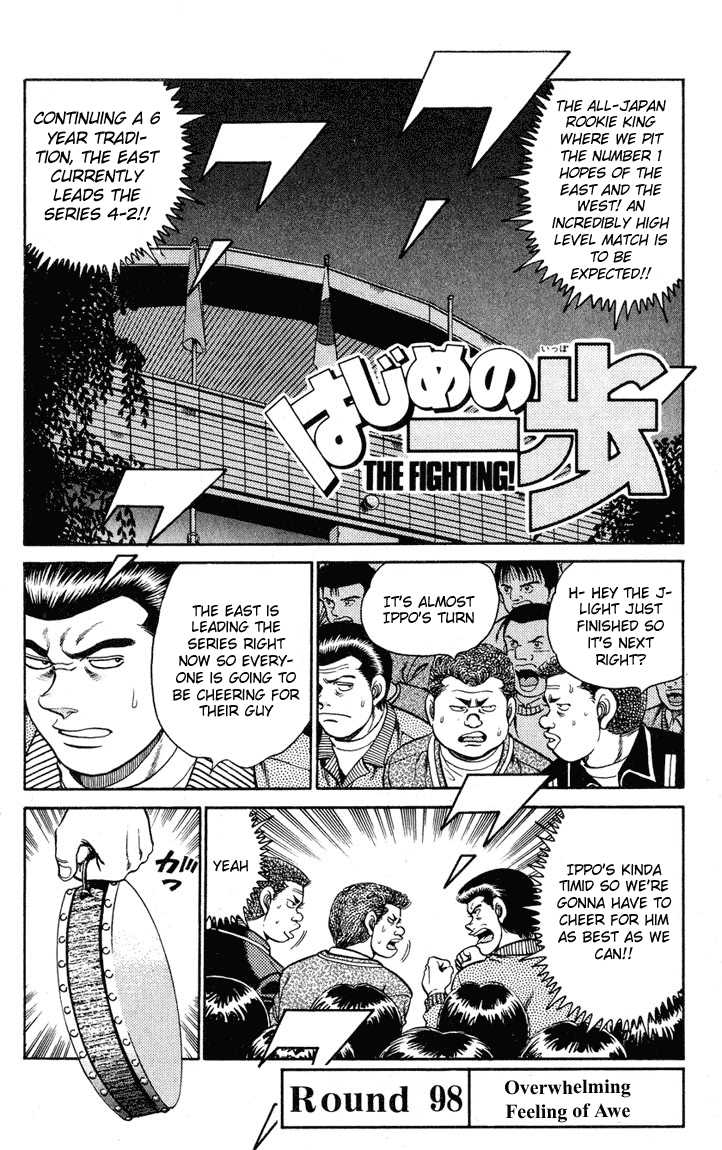 THE ALL-JAPAN
ROOKIE KING
WHERE WE PIT
THE NUMBER 1
HOPES OF THE
EAST AND THE
WEST! AN
INCREDIBLY HIGH
LEVEL MATCH IS
TO BE
EXPECTED!!
CONTINUING A 6
YEAR TRADI-
TION, THE EAST
CURRENTLY
LEADS THE
SERIES 4-2!!
いっぽ
はじめの一歩
THE FIGHTING!
H- HEY THE J-
LIGHT JUST
FINISHED SO
IT'S NEXT
RIGHT?
IT'S ALMOST
IPPO'S TURN
THE EAST IS
LEADING THE
SERIES RIGHT
NOW SO EVERY-
ONE IS GOING TO
BE CHEERING FOR
THEIR GUY
IPPO'S KINDA
TIMID SO WE'RE
GONNA HAVE
TO CHEER FOR HIM
AS BEST AS WE
CAN!!
YEAH
ガッ
Round 98
Overwhelming
Feeling of Awe